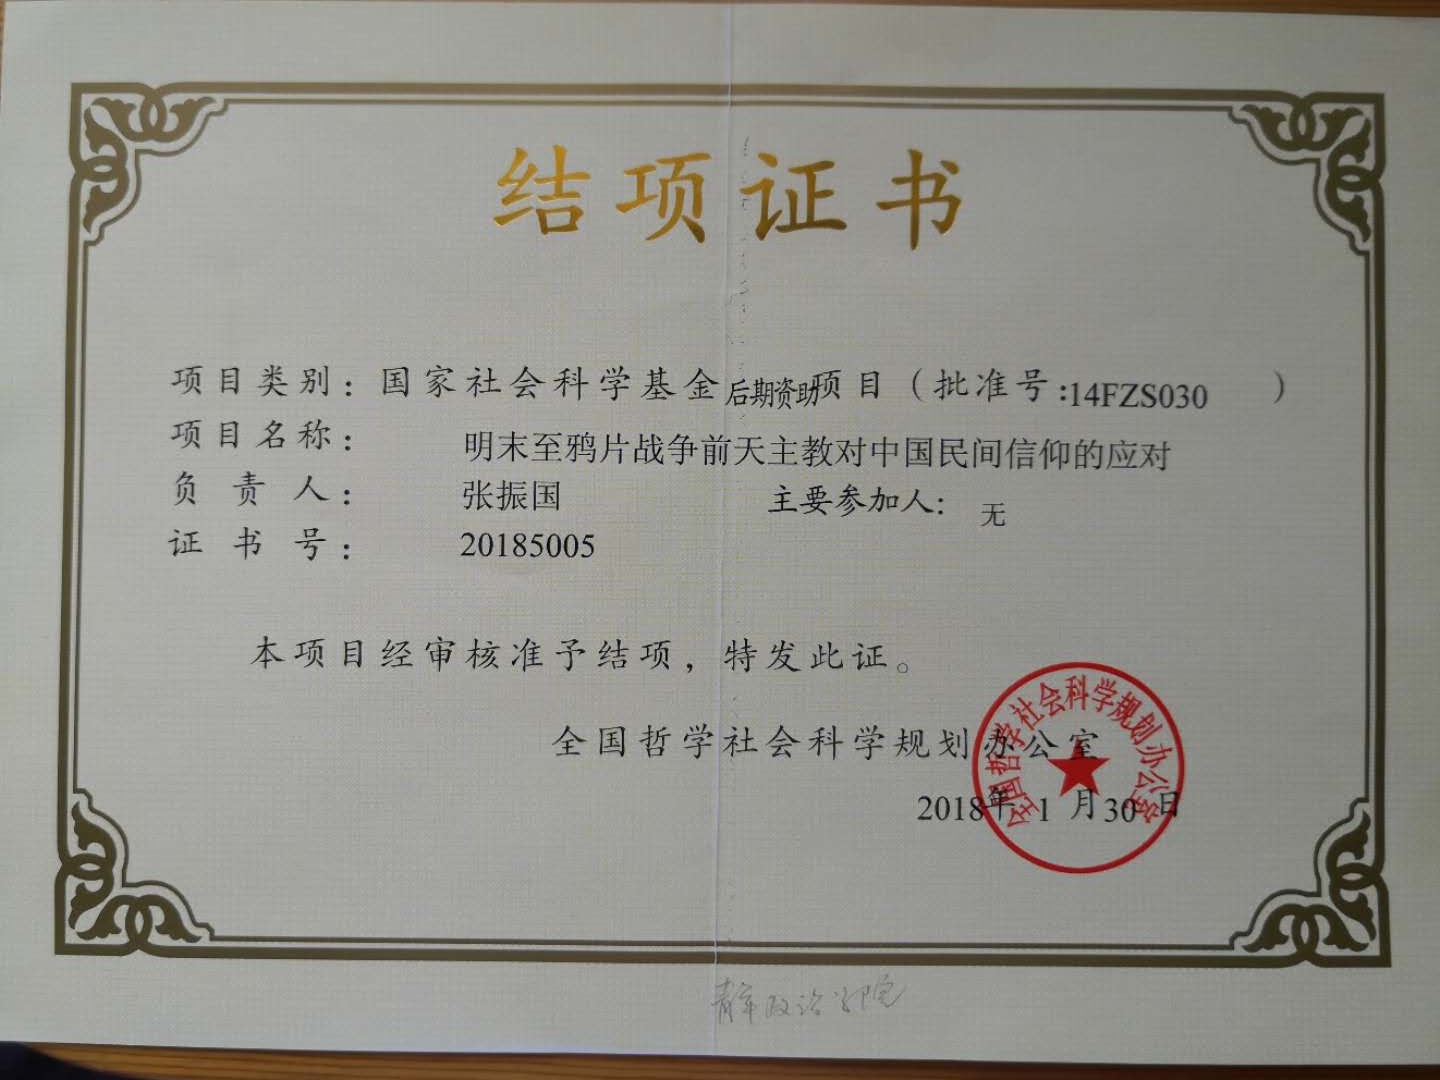 结项证书
项目类别：国家社会科学基金后期资助项目（批准号：14FZS030）
项目名称：明末至鸦片战争前天主教对中国民间信仰的应对
负责人：张振国 主要参加人：无
证书号：20185005
本项目经审核准予结项，特发此证。
全国哲学社会科学规划办公室
2018年1月30日
全国哲学社会科学规划办公室
青年政治学院